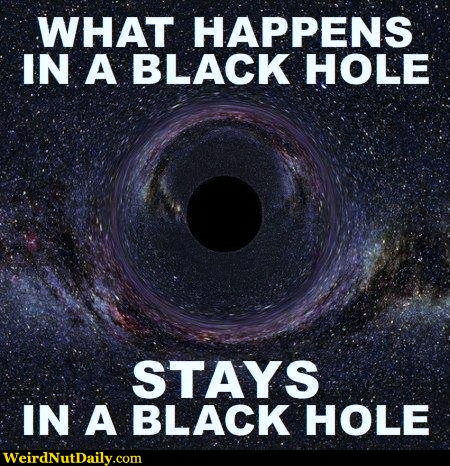 WHAT HAPPENS
IN A BLACK HOLE
STAYS
IN A BLACK HOLE
WeirdNutDaily.com